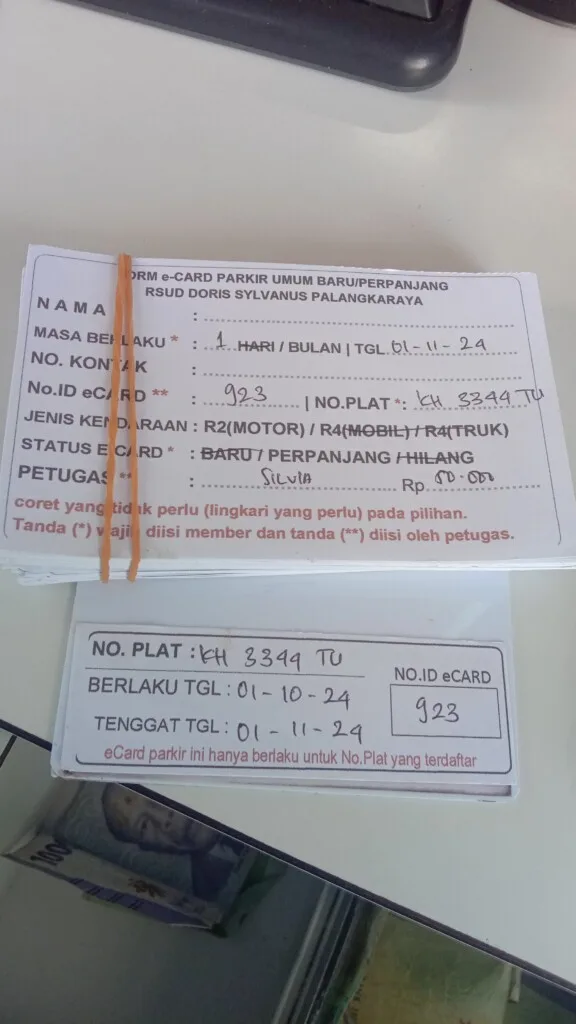 FORM e-CARD PARKIR UMUM BARU/PERPANJANG
RSUD DORIS SYLVANUS PALANGKARAYA
NAMA :
MASA BERLAKU * : 1 HARI / BULAN | TGL. 01-11-24
NO. KONTAK :
No.ID eCARD ** : 923 | NO.PLAT *: KH 3344 TU
JENIS KENDARAAN : R2(MOTOR) / R4(MOBIL) / R4(TRUK)
STATUS ECARD * : BARU / PERPANJANG / HILANG
PETUGAS ** : SILVIA Rp. 50.000
coret yang tidak perlu (lingkari yang perlu) pada pilihan.
Tanda (*) wajib diisi member dan tanda (**) diisi oleh petugas.
NO. PLAT : KH 3344 TU
NO.ID eCARD
BERLAKU TGL : 01-10-24
923
TENGGAT TGL : 01-11-24
eCard parkir ini hanya berlaku untuk No.Plat yang terdaftar
100